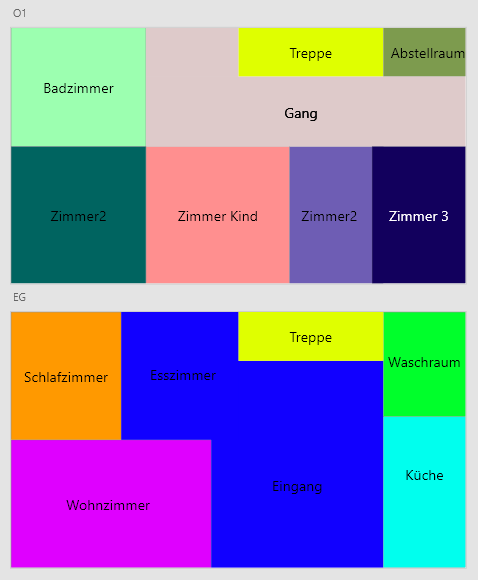 O1
Badzimmer
Treppe
Abstellraum
Gang
Zimmer2
Zimmer Kind
Zimmer2
Zimmer 3
EG
Schlafzimmer
Esszimmer
Treppe
Waschraum
Wohnzimmer
Eingang
Küche